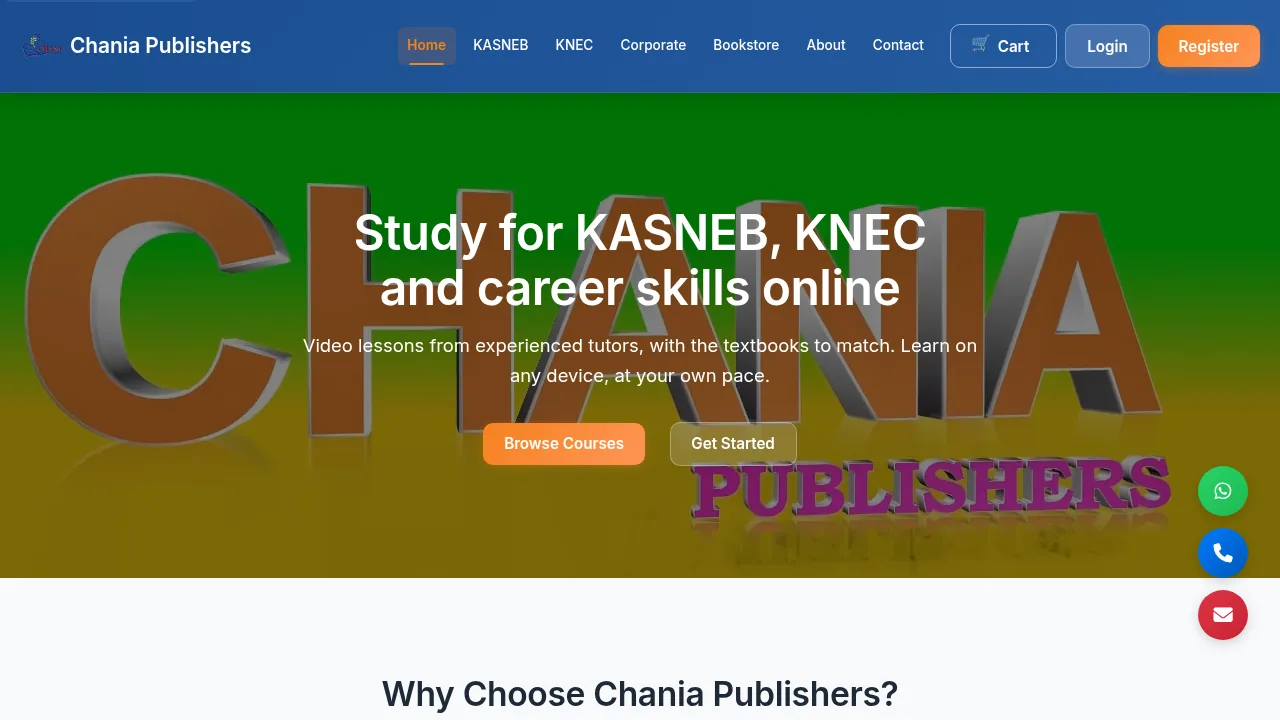 Chania Publishers
Home
KASNEB
KNEC
Corporate
Bookstore
About
Contact
Cart
Login
Register
CHANIA
Study for KASNEB, KNEC
and career skills online
Video lessons from experienced tutors, with the textbooks to match. Learn on
any device, at your own pace.
Browse Courses
Get Started
PUBLISHERS
Why Choose Chania Publishers?